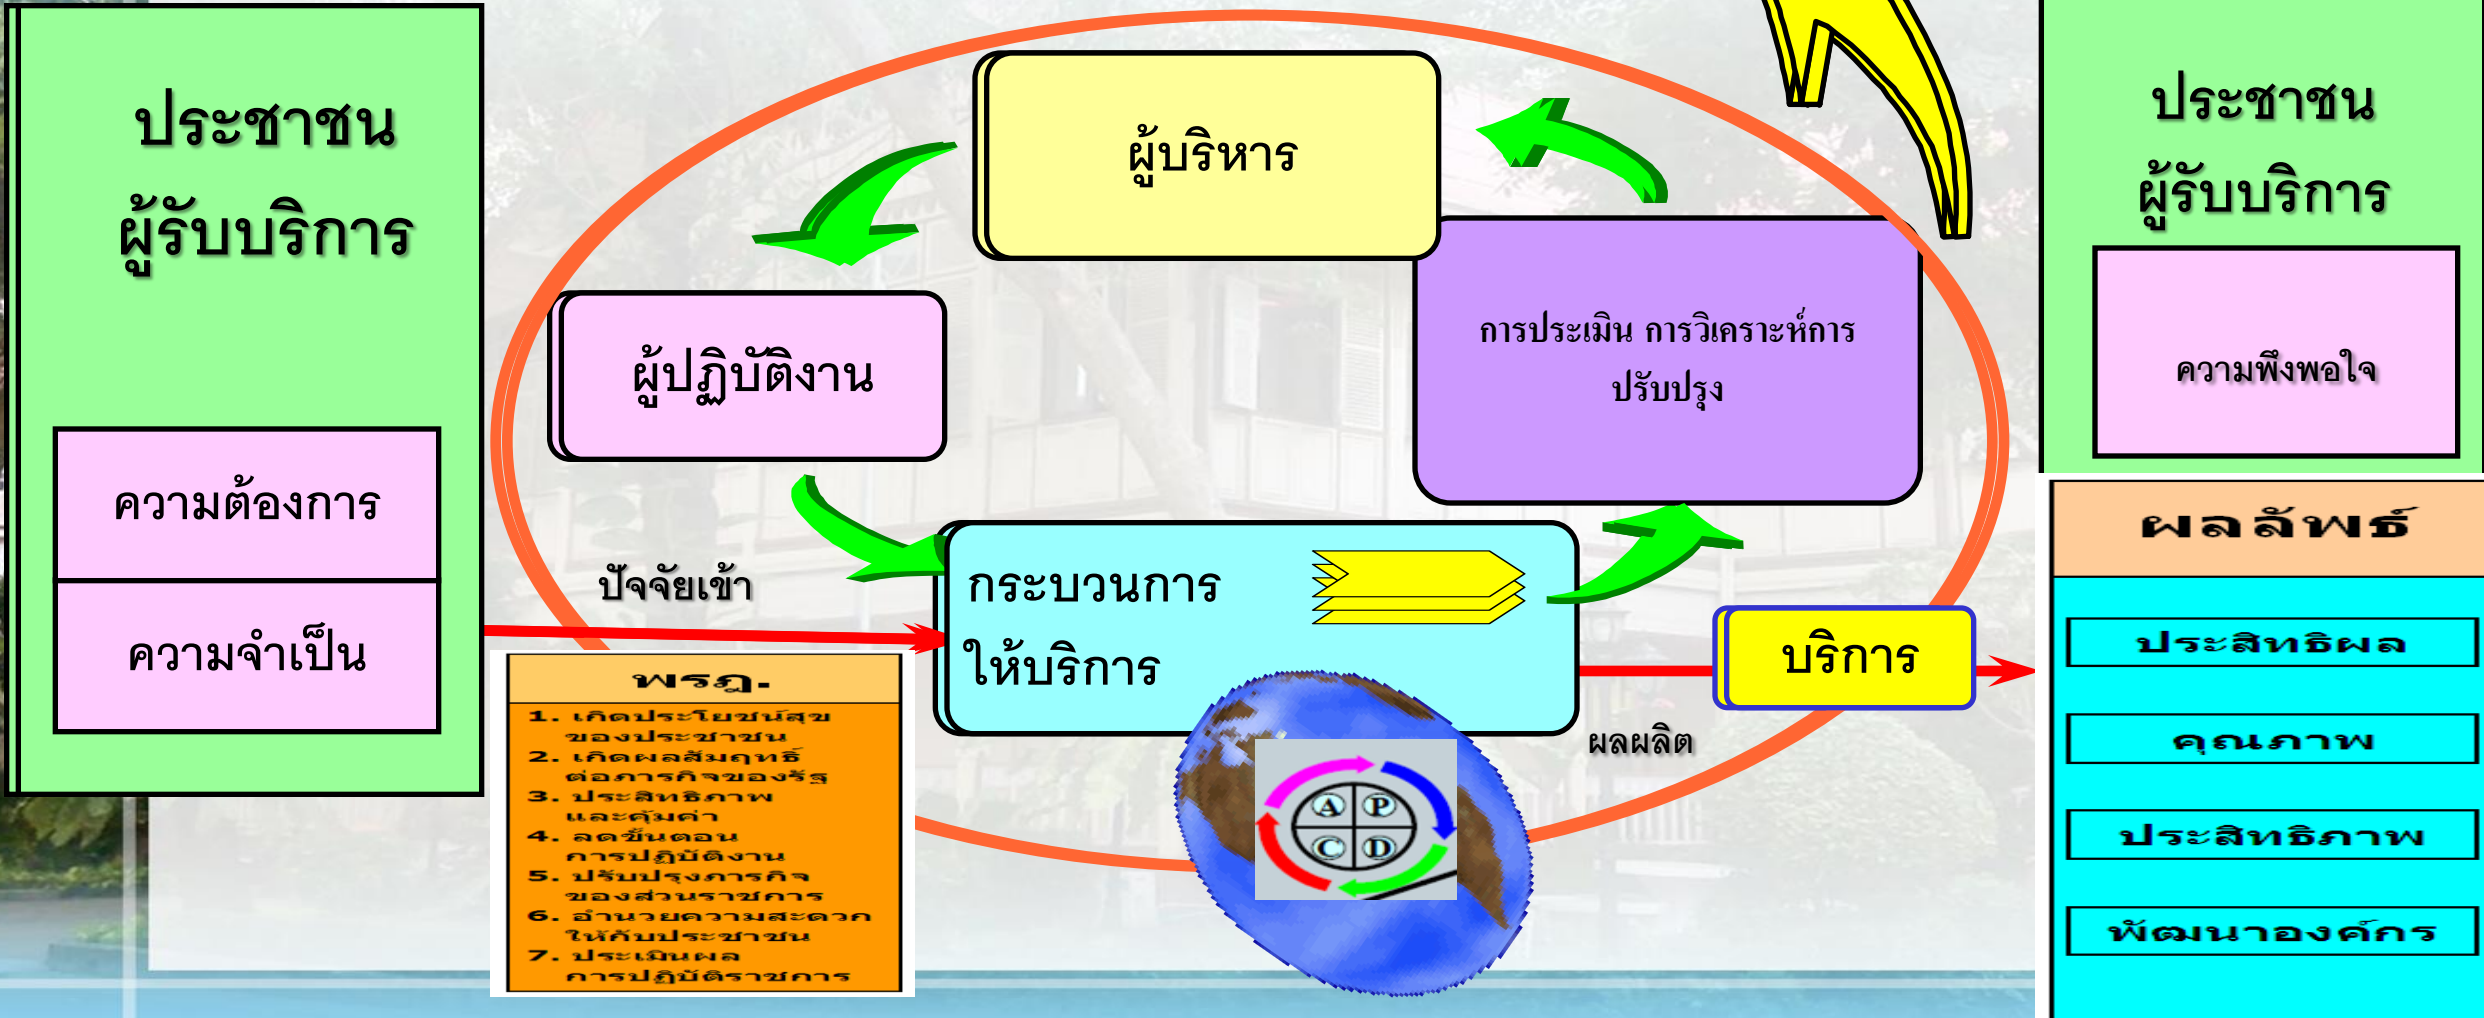 ประชาชน
ผู้รับบริการ
ความต้องการ
ความจำเป็น
ผู้บริหาร
ผู้ปฏิบัติงาน
การประเมิน การวิเคราะห์การ
ปรับปรุง
ปัจจัยเข้า
กระบวนการ
ให้บริการ
บริการ
ผลผลิต
พรฎ.
1. เกิดประโยชน์สุข
ของประชาชน
2. เกิดผลสัมฤทธิ์
ต่อภารกิจของรัฐ
3. ประสิทธิภาพ
และคุ้มค่า
4. ลดขั้นตอน
การปฏิบัติงาน
5. ปรับปรุงภารกิจ
ของส่วนราชการ
6. อำนวยความสะดวก
ให้กับประชาชน
7. ประเมินผล
การปฏิบัติราชการ
A P
C D
ประชาชน
ผู้รับบริการ
ความพึงพอใจ
ผลลัพธ์
ประสิทธิผล
คุณภาพ
ประสิทธิภาพ
พัฒนาองค์กร